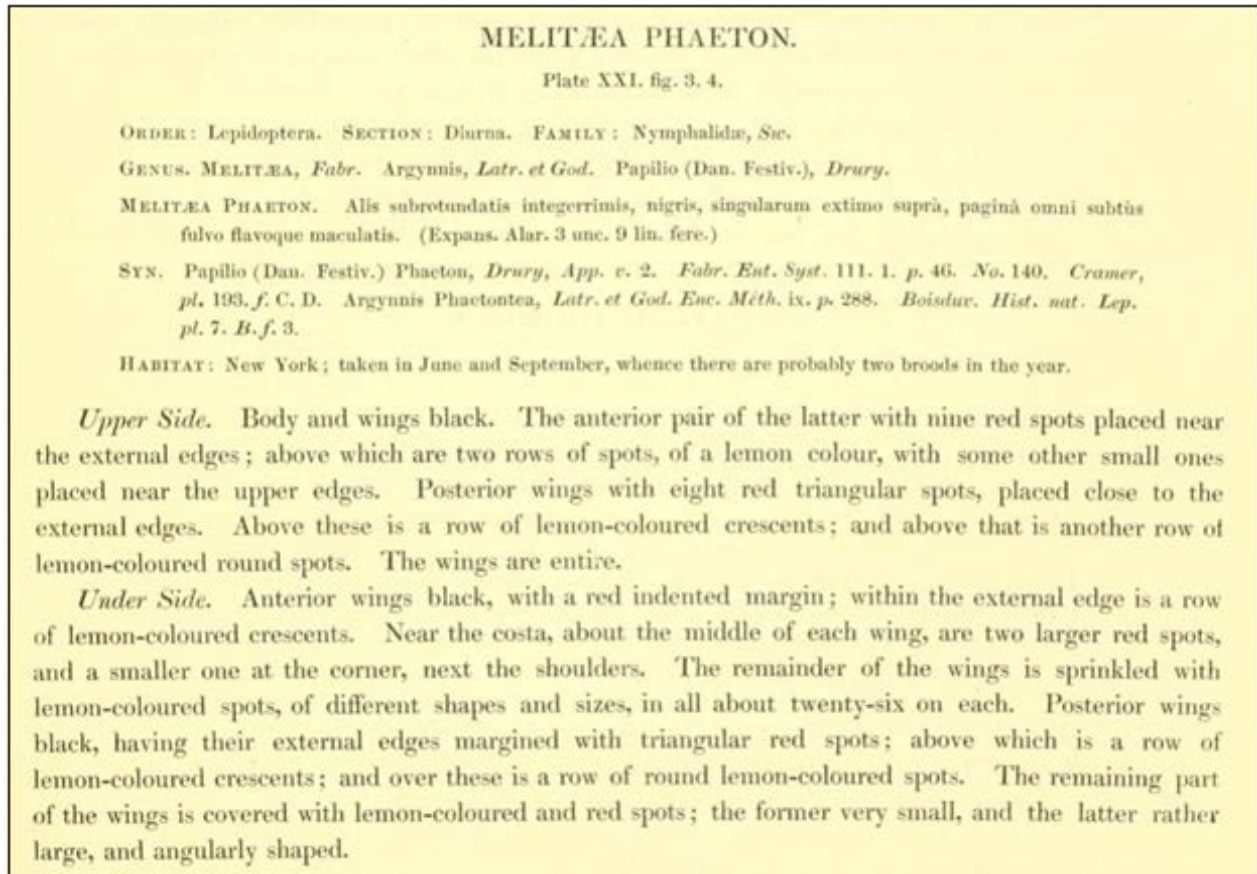 MELITÆA PHAETON.
Plate XXI. fig. 3. 4.
ORDER: Lepidoptera. SECTION: Diurna. FAMILY: Nymphalidæ, Sw.
GENUS. MELITÆA, Fabr. Argynnis, Latr. et God. Papilio (Dan. Festiv.), Drury.
MELITÆA PHAETON. Alis subrotundatis integerrimis, nigris, singularum extimo suprà, paginâ omni subtùs
fulvo flavoque maculatis. (Expans. Alar. 3 unc. 9 lin. fere.)
SYN. Papilio (Dan. Festiv.) Phaeton, Drury, App. v. 2. Fabr. Ent. Syst. 111. 1. p. 46. No. 140. Cramer,
pl. 193. f. C. D. Argynnis Phaetontea, Latr. et God. Enc. Méth. ix. p. 288. Boisduv. Hist. nat. Lep.
pl. 7. B. f. 3.
HABITAT: New York; taken in June and September, whence there are probably two broods in the year.
Upper Side. Body and wings black. The anterior pair of the latter with nine red spots placed near
the external edges; above which are two rows of spots, of a lemon colour, with some other small ones
placed near the upper edges. Posterior wings with eight red triangular spots, placed close to the
external edges. Above these is a row of lemon-coloured crescents; and above that is another row of
lemon-coloured round spots. The wings are entire.
Under Side. Anterior wings black, with a red indented margin; within the external edge is a row
of lemon-coloured crescents. Near the costa, about the middle of each wing, are two larger red spots,
and a smaller one at the corner, next the shoulders. The remainder of the wings is sprinkled with
lemon-coloured spots, of different shapes and sizes, in all about twenty-six on each. Posterior wings
black, having their external edges margined with triangular red spots; above which is a row of
lemon-coloured crescents; and over these is a row of round lemon-coloured spots. The remaining part
of the wings is covered with lemon-coloured and red spots; the former very small, and the latter rather
large, and angularly shaped.